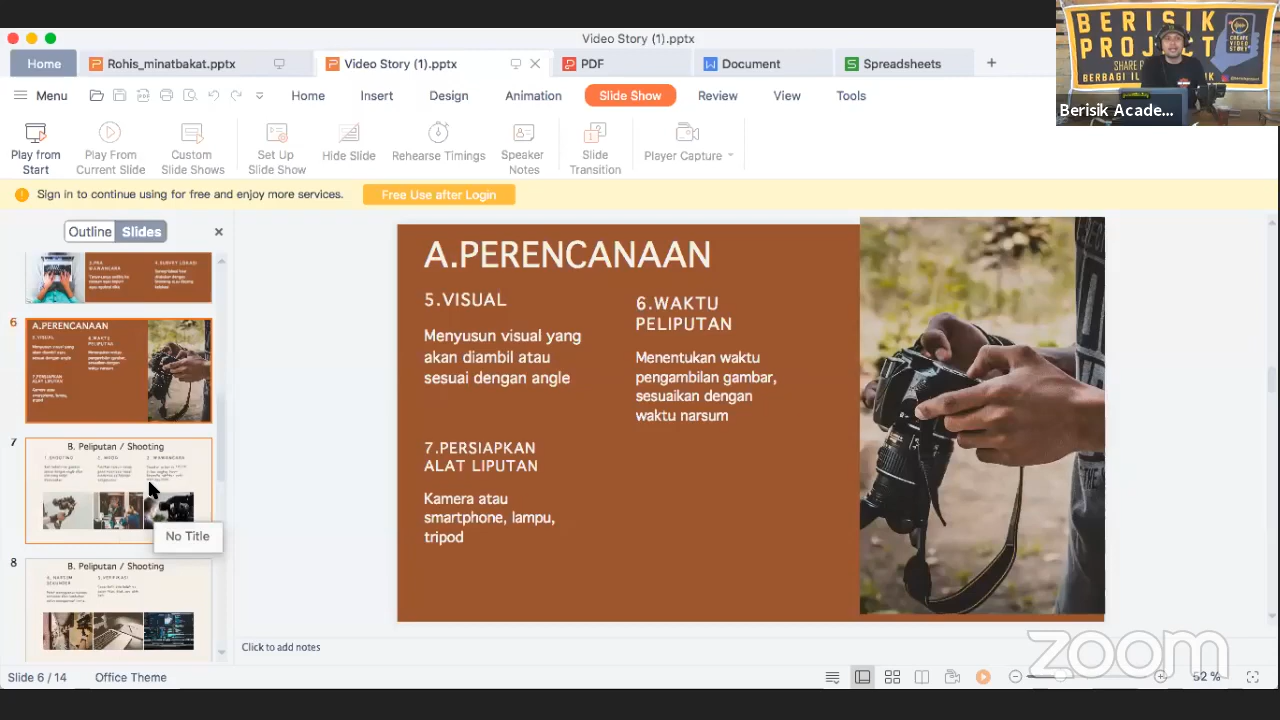 Video Story (1).pptx
Home
Rohis_minatbakat.pptx
Video Story (1).pptx
PDF
Document
Spreadsheets
Menu
Home
Insert
Design
Animation
Slide Show
Review
View
Tools
Play from
Start
Play From
Current Slide
Custom
Slide Shows
Set Up
Slide Show
Hide Slide
Rehearse Timings
Speaker
Notes
Slide
Transition
Player Capture
Sign in to continue using for free and enjoy more services.
Free Use after Login
BERISIK
PROJECT
Berisik Acade...
Outline
Slides
6
A.PERENCANAAN
7
B. Peliputan / Shooting
No Title
8
B. Peliputan / Shooting
A.PERENCANAAN
5.VISUAL
Menyusun visual yang
akan diambil atau
sesuai dengan angle
6.WAKTU
PELIPUTAN
Menentukan waktu
pengambilan gambar,
sesuaikan dengan
waktu narsum
7.PERSIAPKAN
ALAT LIPUTAN
Kamera atau
smartphone, lampu,
tripod
Click to add notes
zoom
Slide 6 / 14
Office Theme
52 %